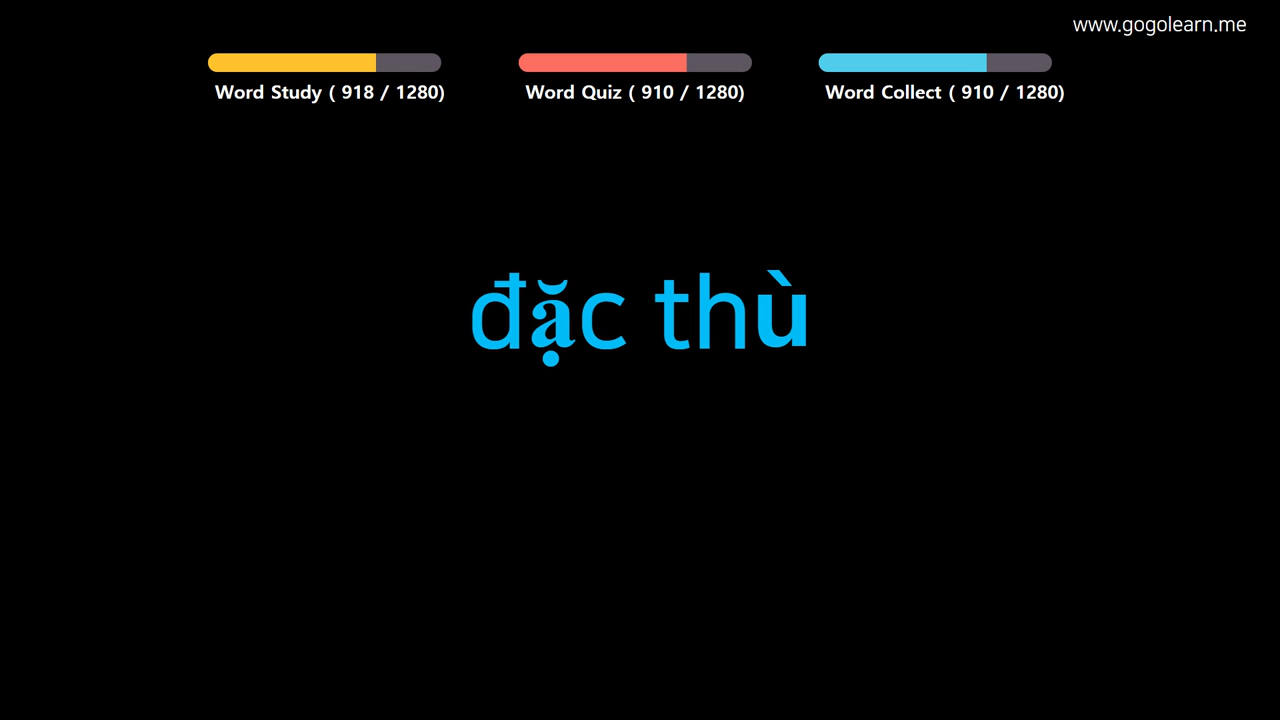 www.gogolearn.me
Word Study ( 918 / 1280)
Word Quiz ( 910 / 1280)
Word Collect ( 910 / 1280)
đặc thù